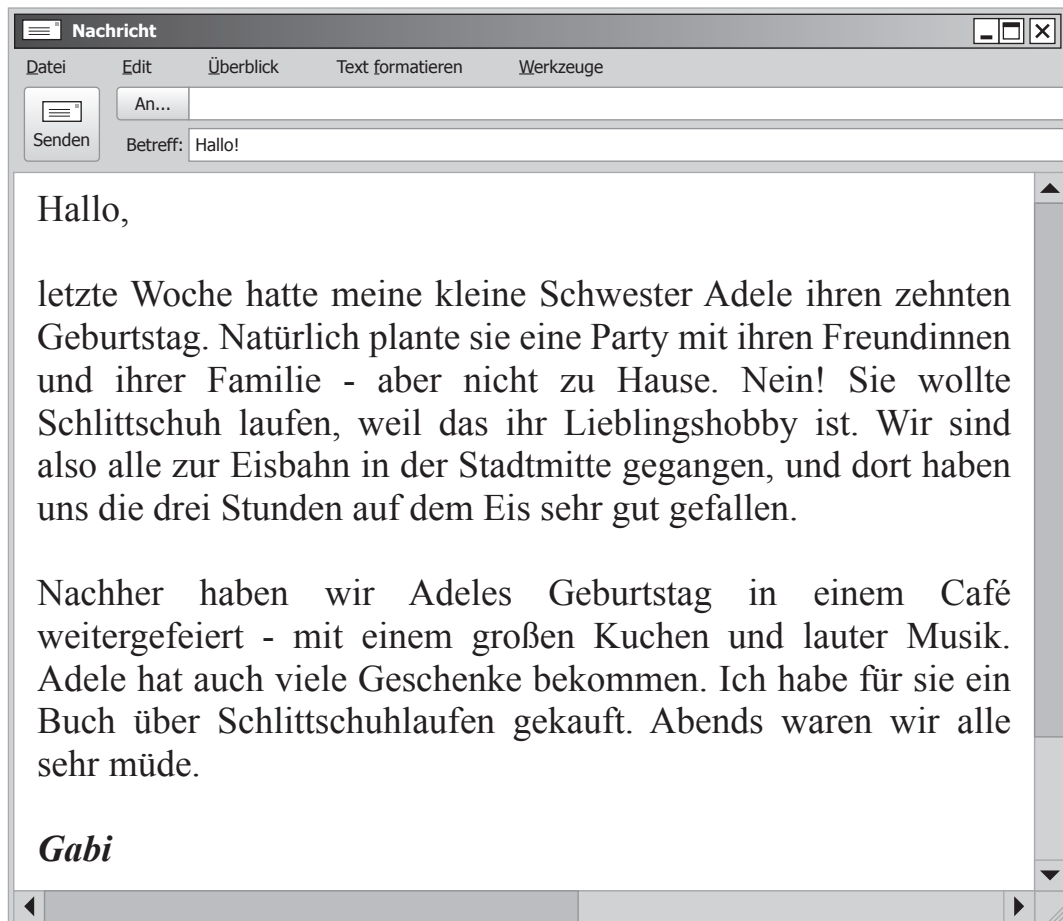 Nachricht
Datei Edit Überblick Text formatieren Werkzeuge
An...
Senden
Betreff: Hallo!
Hallo,
letzte Woche hatte meine kleine Schwester Adele ihren zehnten
Geburtstag. Natürlich plante sie eine Party mit ihren Freundinnen
und ihrer Familie - aber nicht zu Hause. Nein! Sie wollte
Schlittschuh laufen, weil das ihr Lieblingshobby ist. Wir sind
also alle zur Eisbahn in der Stadtmitte gegangen, und dort haben
uns die drei Stunden auf dem Eis sehr gut gefallen.
Nachher haben wir Adeles Geburtstag in einem Café
weitergefeiert - mit einem großen Kuchen und lauter Musik.
Adele hat auch viele Geschenke bekommen. Ich habe für sie ein
Buch über Schlittschuhlaufen gekauft. Abends waren wir alle
sehr müde.
Gabi